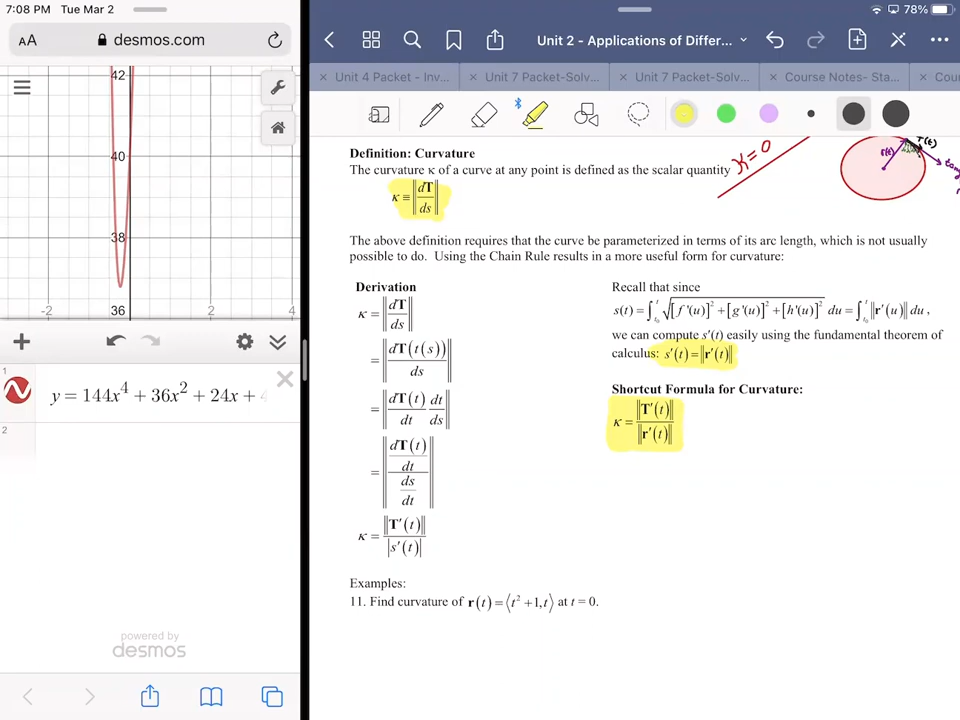 7:08 PM Tue Mar 2
78%
AA desmos.com
Unit 2 - Applications of Differ...
Unit 4 Packet - Inv...
Unit 7 Packet-Solv...
Unit 7 Packet-Solv...
Course Notes- Sta...
Cou
42
40
38
36
-2 2 4
1
y = 144x⁴ + 36x² + 24x +
2
powered by
desmos
Definition: Curvature
The curvature κ of a curve at any point is defined as the scalar quantity
κ ≡ ‖dT/ds‖
K = 0
r(t)
T(t)
The above definition requires that the curve be parameterized in terms of its arc length, which is not usually
possible to do. Using the Chain Rule results in a more useful form for curvature:
Derivation
κ = ‖dT/ds‖
= ‖dT(t(s))/ds‖
= ‖dT(t)/dt dt/ds‖
= ‖(dT(t)/dt)/(ds/dt)‖
κ = ‖T′(t)‖/|s′(t)|
Recall that since
s(t) = ∫_{t₀}^{t} √([f′(u)]² + [g′(u)]² + [h′(u)]²) du = ∫_{t₀}^{t} ‖r′(u)‖ du,
we can compute s′(t) easily using the fundamental theorem of
calculus: s′(t) = ‖r′(t)‖
Shortcut Formula for Curvature:
κ = ‖T′(t)‖/‖r′(t)‖
Examples:
11. Find curvature of r(t) = ⟨t² + 1, t⟩ at t = 0.